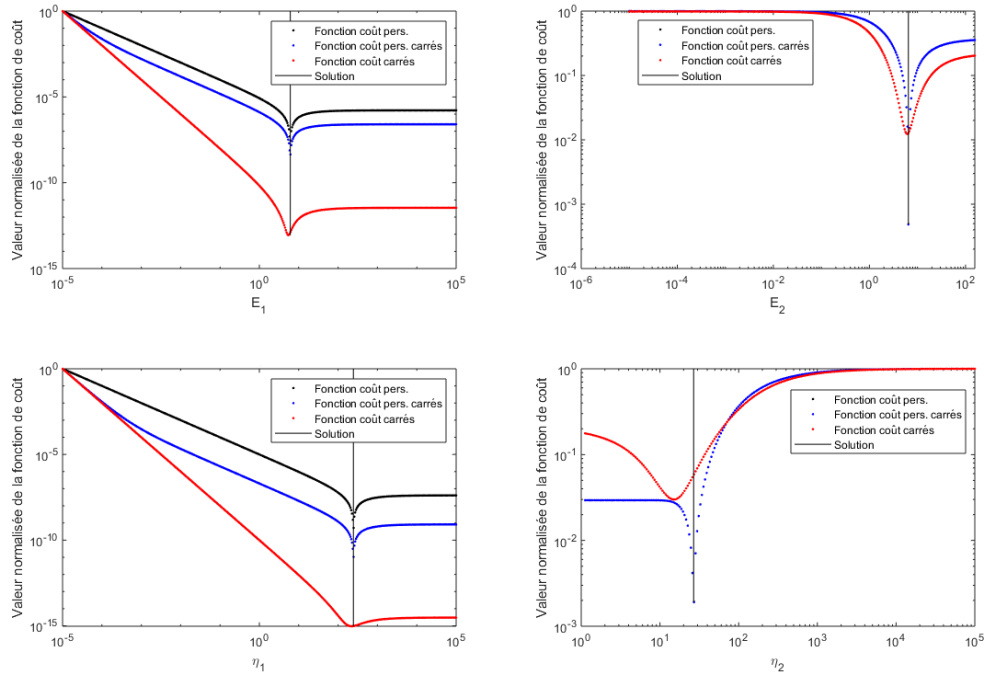 Valeur normalisée de la fonction de coût
10^0
10^-5
10^-10
10^-15
10^-5
10^0
10^5
E_1
Fonction coût pers.
Fonction coût pers. carrés
Fonction coût carrés
Solution
Valeur normalisée de la fonction de coût
10^0
10^-1
10^-2
10^-3
10^-4
10^-6
10^-4
10^-2
10^0
10^2
E_2
Fonction coût pers.
Fonction coût pers. carrés
Fonction coût carrés
Solution
Valeur normalisée de la fonction de coût
10^0
10^-5
10^-10
10^-15
10^-5
10^0
10^5
η_1
Fonction coût pers.
Fonction coût pers. carrés
Fonction coût carrés
Solution
Valeur normalisée de la fonction de coût
10^0
10^-1
10^-2
10^-3
10^0
10^1
10^2
10^3
10^4
10^5
η_2
Fonction coût pers.
Fonction coût pers. carrés
Fonction coût carrés
Solution